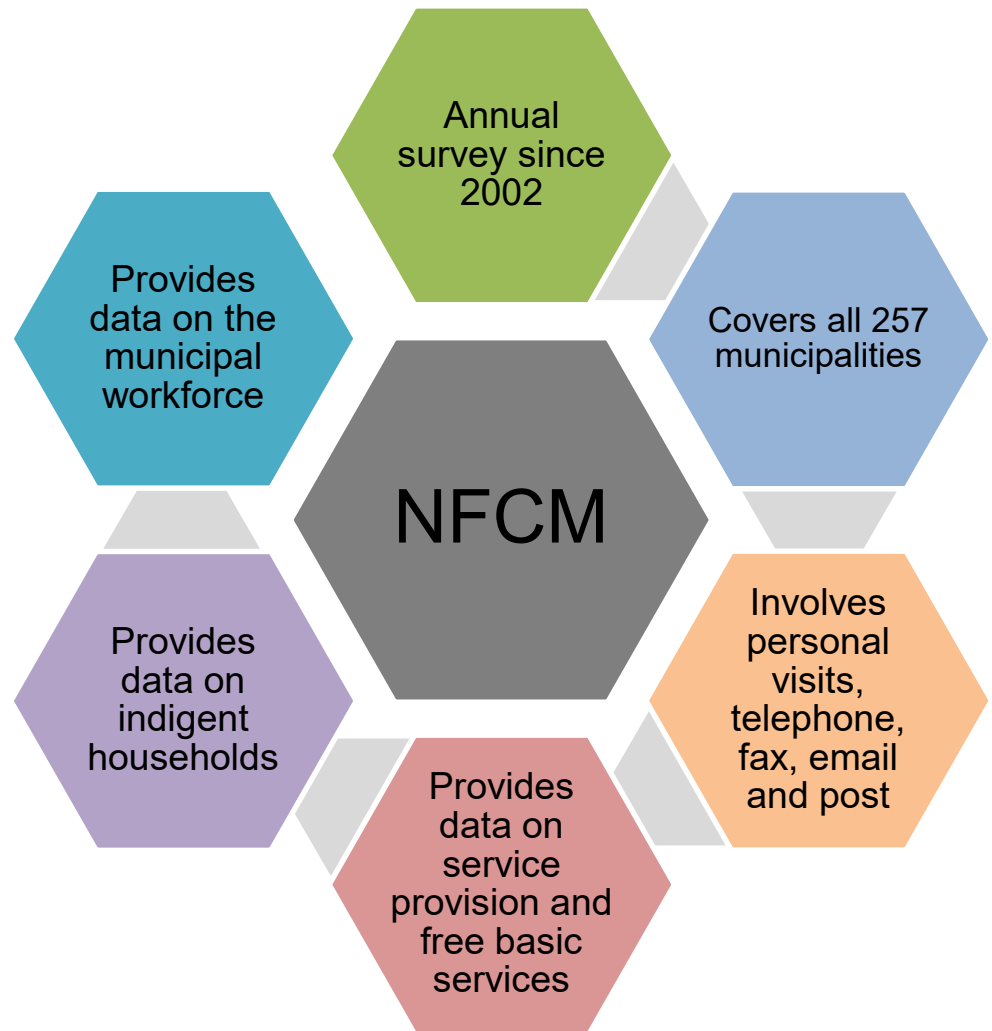 Annual
survey since
2002
Covers all 257
municipalities
Involves
personal
visits,
telephone,
fax, email
and post
Provides
data on
service
provision and
free basic
services
Provides
data on
indigent
households
Provides
data on the
municipal
workforce
NFCM